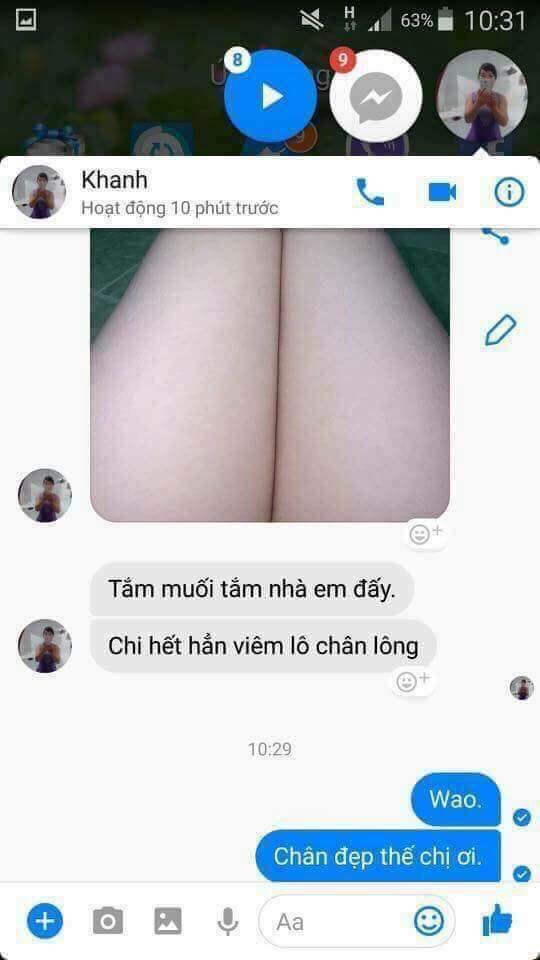 H
63%
10:31
8
9
Khanh
Hoạt động 10 phút trước
Tắm muối tắm nhà em đấy.
Chi hết hẳn viêm lô chân lông
10:29
Wao.
Chân đẹp thế chị ơi.
Aa